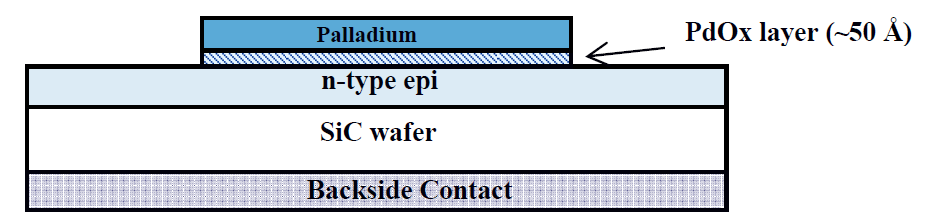 Palladium
PdOx layer (~50 Å)
n-type epi
SiC wafer
Backside Contact